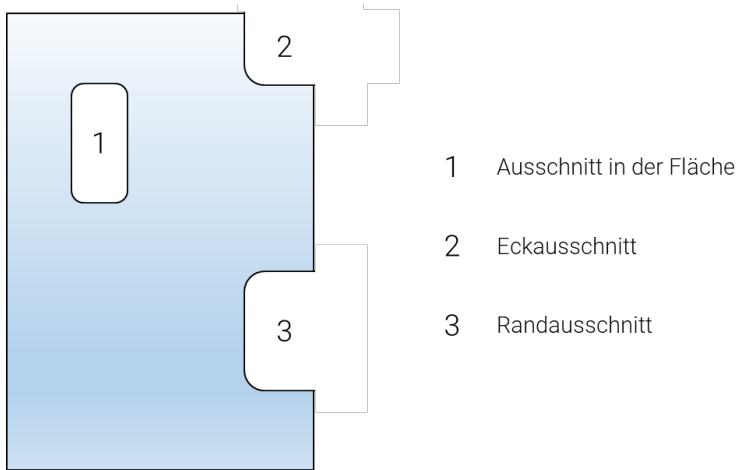 2
1
3
1 Ausschnitt in der Fläche
2 Eckausschnitt
3 Randausschnitt